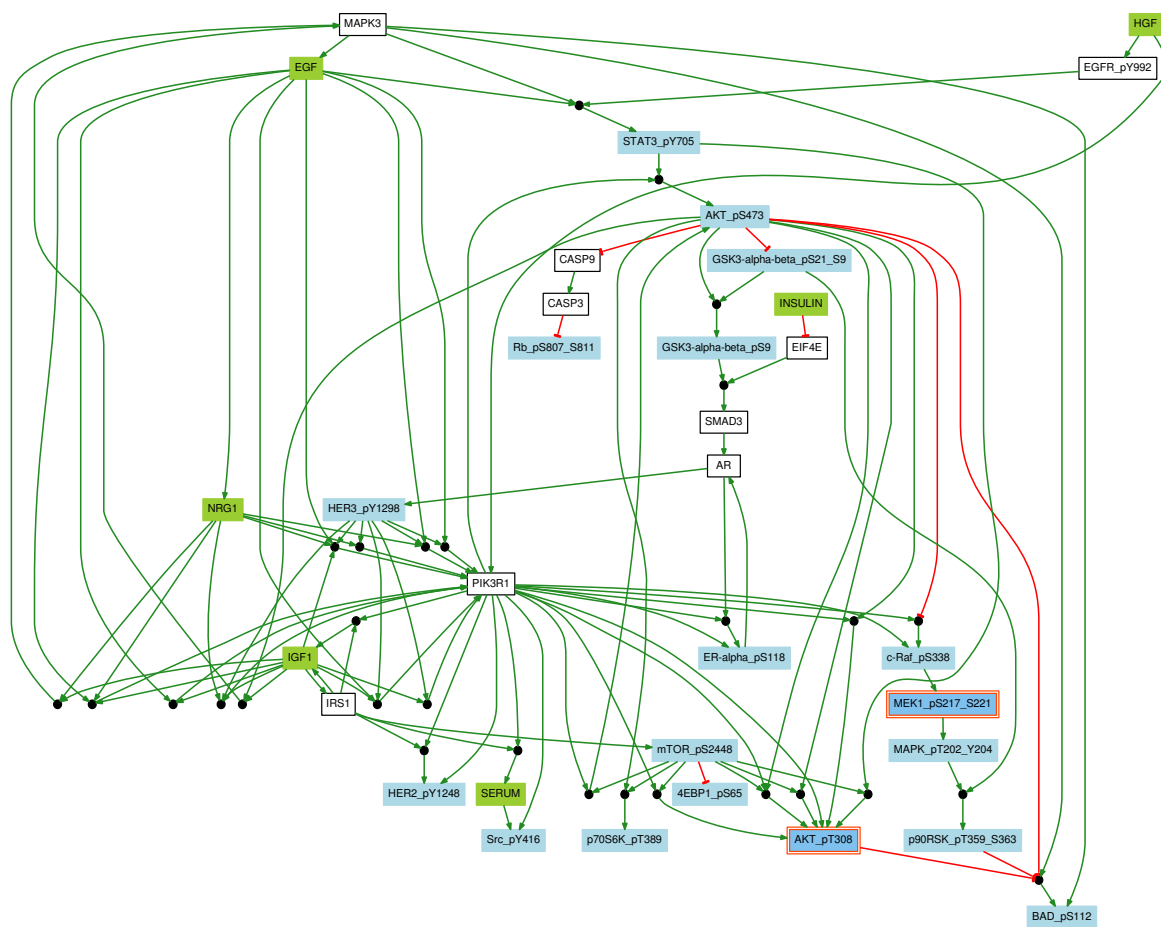 MAPK3
HGF
EGF
EGFR_pY992
STAT3_pY705
AKT_pS473
CASP9
GSK3-alpha-beta_pS21_S9
CASP3
INSULIN
Rb_pS807_S811
GSK3-alpha-beta_pS9
EIF4E
SMAD3
AR
NRG1
HER3_pY1298
PIK3R1
IGF1
ER-alpha_pS118
c-Raf_pS338
IRS1
MEK1_pS217_S221
mTOR_pS2448
MAPK_pT202_Y204
HER2_pY1248
SERUM
4EBP1_pS65
Src_pY416
p70S6K_pT389
AKT_pT308
p90RSK_pT359_S363
BAD_pS112